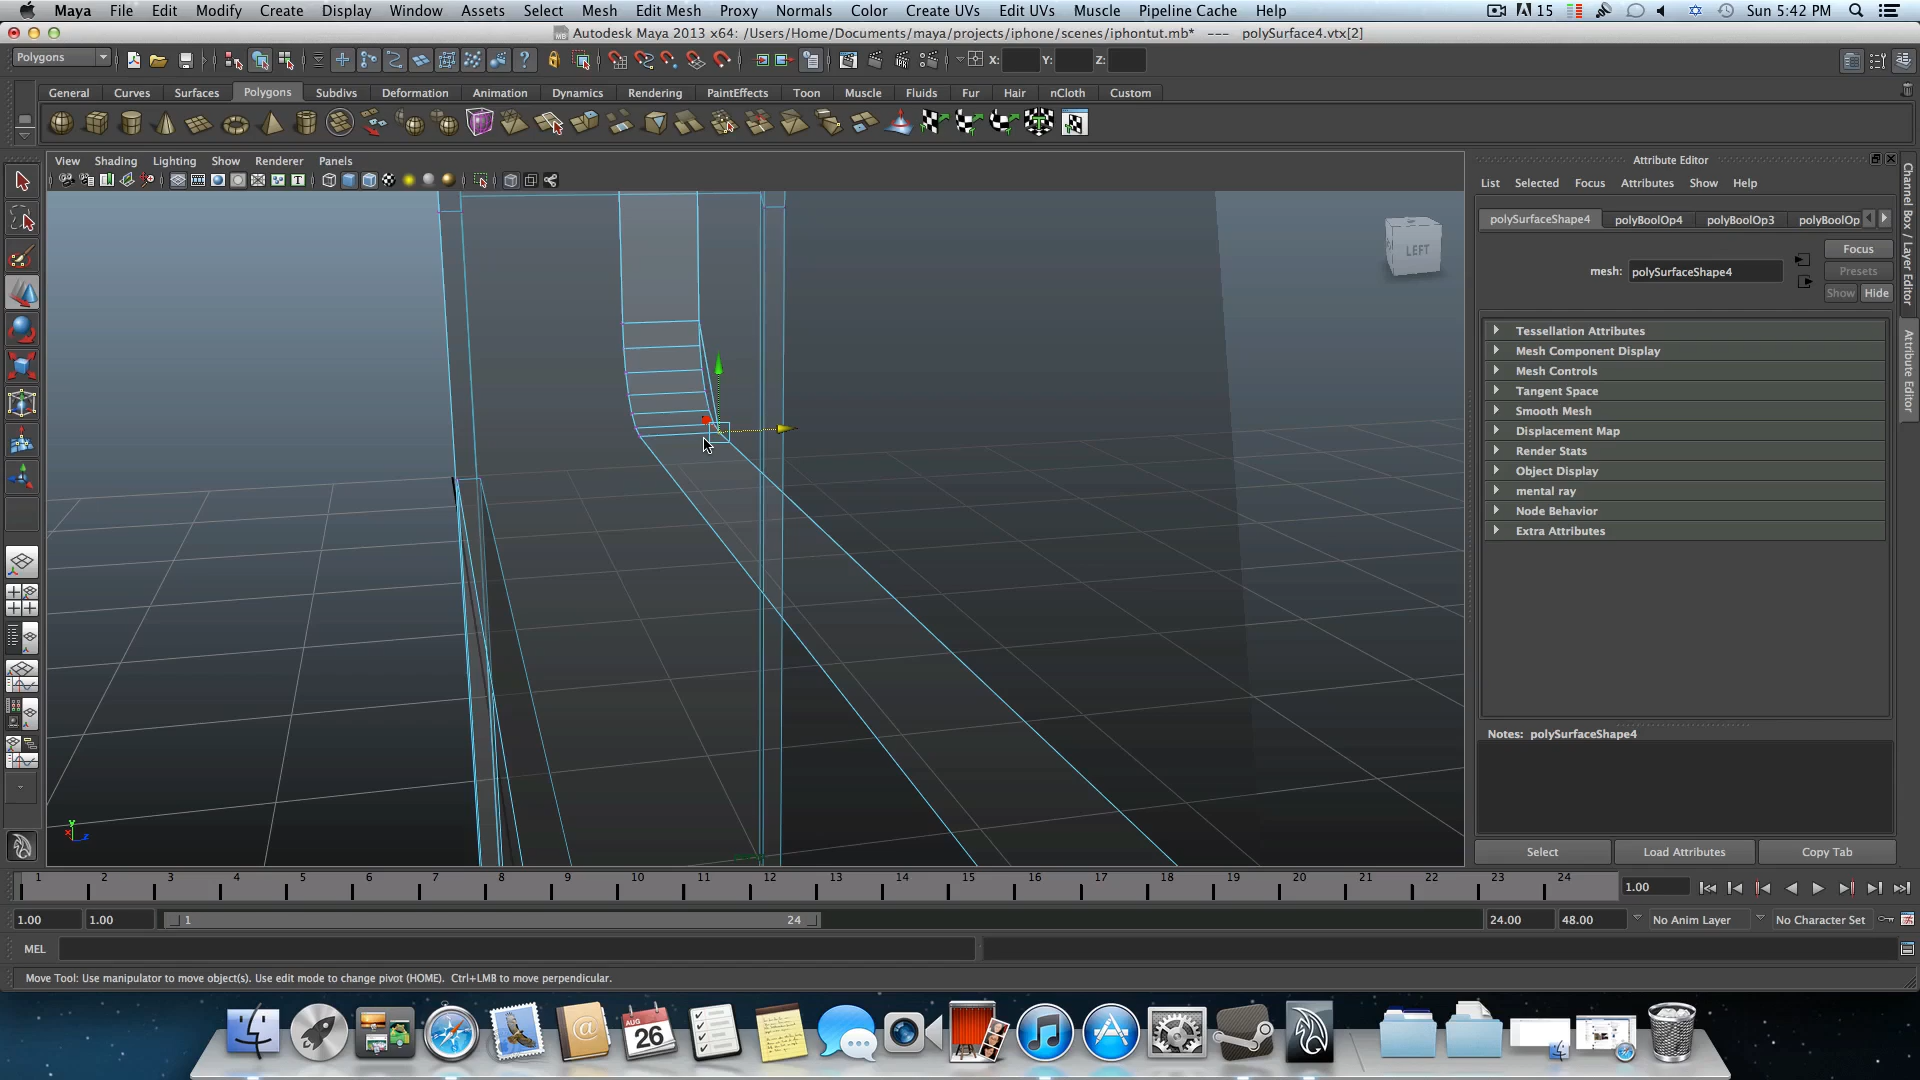 Maya File Edit Modify Create Display Window Assets Select Mesh Edit Mesh Proxy Normals Color Create UVs Edit UVs Muscle Pipeline Cache Help 15 Sun 5:42 PM
Autodesk Maya 2013 x64: /Users/Home/Documents/maya/projects/iphone/scenes/iphontut.mb* --- polySurface4.vtx[2]
Polygons X: Y: Z:
General Curves Surfaces Polygons Subdivs Deformation Animation Dynamics Rendering PaintEffects Toon Muscle Fluids Fur Hair nCloth Custom
View Shading Lighting Show Renderer Panels
LEFT
Attribute Editor
List Selected Focus Attributes Show Help
polySurfaceShape4 polyBoolOp4 polyBoolOp3 polyBoolOp
Focus
mesh: polySurfaceShape4
Presets
Show Hide
Tessellation Attributes
Mesh Component Display
Mesh Controls
Tangent Space
Smooth Mesh
Displacement Map
Render Stats
Object Display
mental ray
Node Behavior
Extra Attributes
Notes: polySurfaceShape4
Select Load Attributes Copy Tab
Channel Box / Layer Editor
Attribute Editor
1 2 3 4 5 6 7 8 9 10 11 12 13 14 15 16 17 18 19 20 21 22 23 24 1.00
1.00 1.00 1 24 24.00 48.00 No Anim Layer No Character Set
MEL
Move Tool: Use manipulator to move object(s). Use edit mode to change pivot (HOME). Ctrl+LMB to move perpendicular.
AUG
26